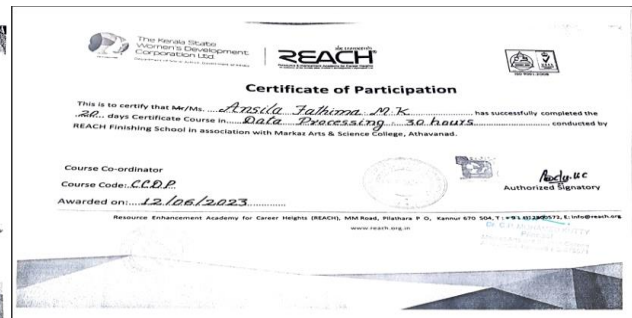 The Kerala State
Women's Development
Corporation Ltd.
REACH
Certificate of Participation
This is to certify that Mr/Ms. Ansila Fathima M.K has successfully completed the
20 days Certificate Course in Data Processing 30 hours conducted by
REACH Finishing School in association with Markaz Arts & Science College, Athavanad.
Course Co-ordinator
Course Code: CCDP
Authorized Signatory
Awarded on: 12/06/2023
Resource Enhancement Academy for Career Heights (REACH), MM Road, Pilathara P O, Kannur 670 504, E: info@reach.org
www.reach.org.in